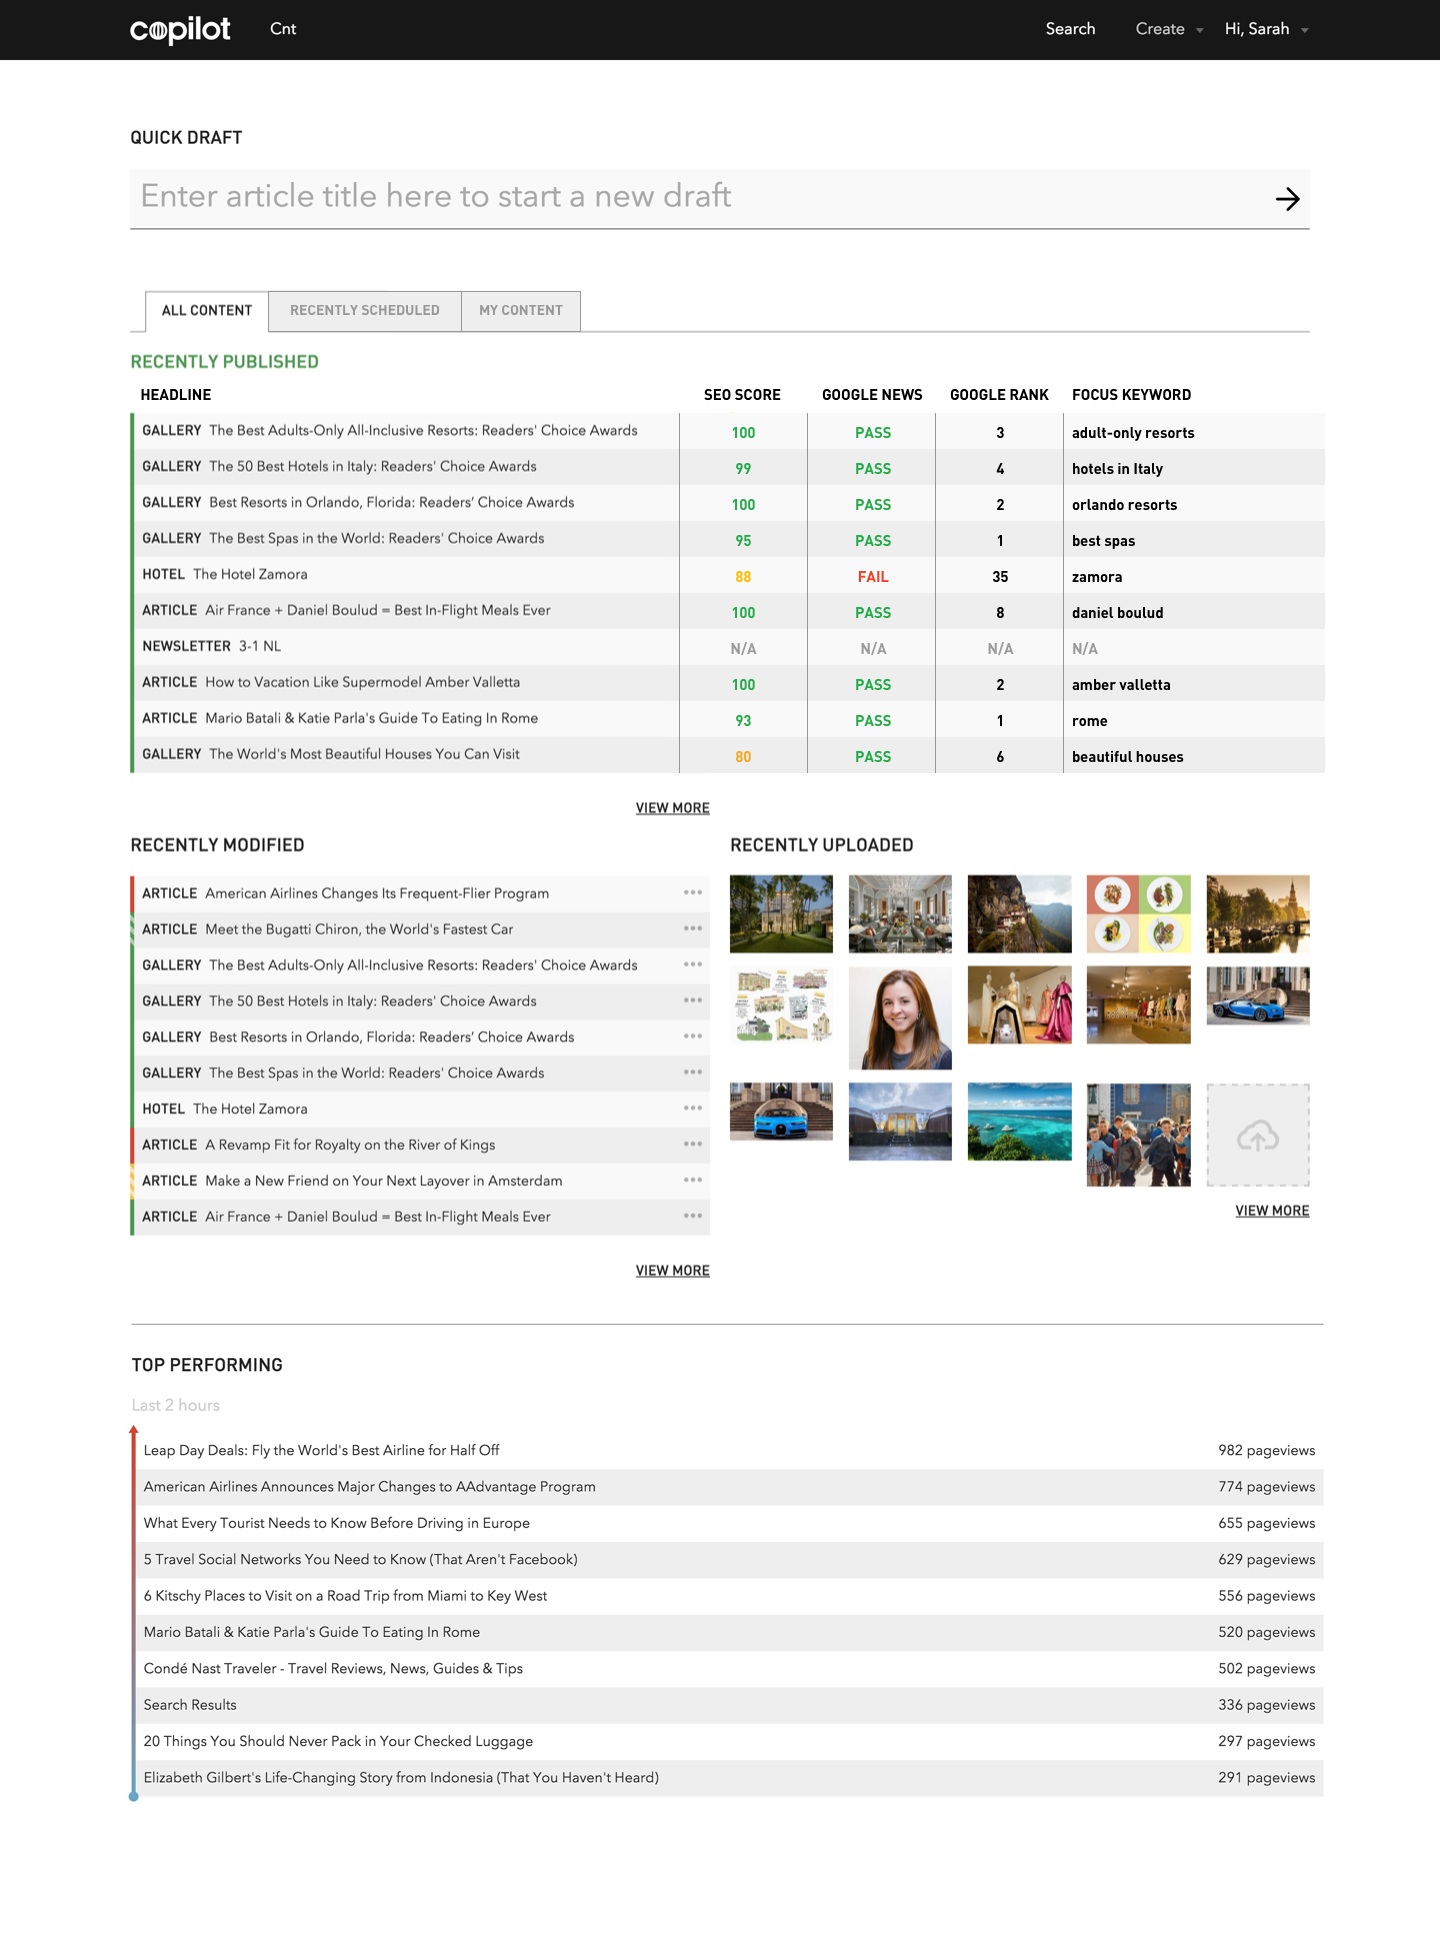 copilot Cnt Search Create Hi, Sarah
QUICK DRAFT
Enter article title here to start a new draft
ALL CONTENT RECENTLY SCHEDULED MY CONTENT
RECENTLY PUBLISHED
HEADLINE SEO SCORE GOOGLE NEWS GOOGLE RANK FOCUS KEYWORD
GALLERY The Best Adults-Only All-Inclusive Resorts: Readers' Choice Awards 100 PASS 3 adult-only resorts
GALLERY The 50 Best Hotels in Italy: Readers' Choice Awards 99 PASS 4 hotels in Italy
GALLERY Best Resorts in Orlando, Florida: Readers’ Choice Awards 100 PASS 2 orlando resorts
GALLERY The Best Spas in the World: Readers' Choice Awards 95 PASS 1 best spas
HOTEL The Hotel Zamora 88 FAIL 35 zamora
ARTICLE Air France + Daniel Boulud = Best In-Flight Meals Ever 100 PASS 8 daniel boulud
NEWSLETTER 3-1 NL N/A N/A N/A N/A
ARTICLE How to Vacation Like Supermodel Amber Valletta 100 PASS 2 amber valletta
ARTICLE Mario Batali & Katie Parla's Guide To Eating In Rome 93 PASS 1 rome
GALLERY The World's Most Beautiful Houses You Can Visit 80 PASS 6 beautiful houses
VIEW MORE
RECENTLY MODIFIED
ARTICLE American Airlines Changes Its Frequent-Flier Program
ARTICLE Meet the Bugatti Chiron, the World's Fastest Car
GALLERY The Best Adults-Only All-Inclusive Resorts: Readers' Choice Awards
GALLERY The 50 Best Hotels in Italy: Readers' Choice Awards
GALLERY Best Resorts in Orlando, Florida: Readers’ Choice Awards
GALLERY The Best Spas in the World: Readers' Choice Awards
HOTEL The Hotel Zamora
ARTICLE A Revamp Fit for Royalty on the River of Kings
ARTICLE Make a New Friend on Your Next Layover in Amsterdam
ARTICLE Air France + Daniel Boulud = Best In-Flight Meals Ever
VIEW MORE
RECENTLY UPLOADED
VIEW MORE
TOP PERFORMING
Last 2 hours
Leap Day Deals: Fly the World's Best Airline for Half Off 982 pageviews
American Airlines Announces Major Changes to AAdvantage Program 774 pageviews
What Every Tourist Needs to Know Before Driving in Europe 655 pageviews
5 Travel Social Networks You Need to Know (That Aren't Facebook) 629 pageviews
6 Kitschy Places to Visit on a Road Trip from Miami to Key West 556 pageviews
Mario Batali & Katie Parla's Guide To Eating In Rome 520 pageviews
Condé Nast Traveler - Travel Reviews, News, Guides & Tips 502 pageviews
Search Results 336 pageviews
20 Things You Should Never Pack in Your Checked Luggage 297 pageviews
Elizabeth Gilbert's Life-Changing Story from Indonesia (That You Haven't Heard) 291 pageviews